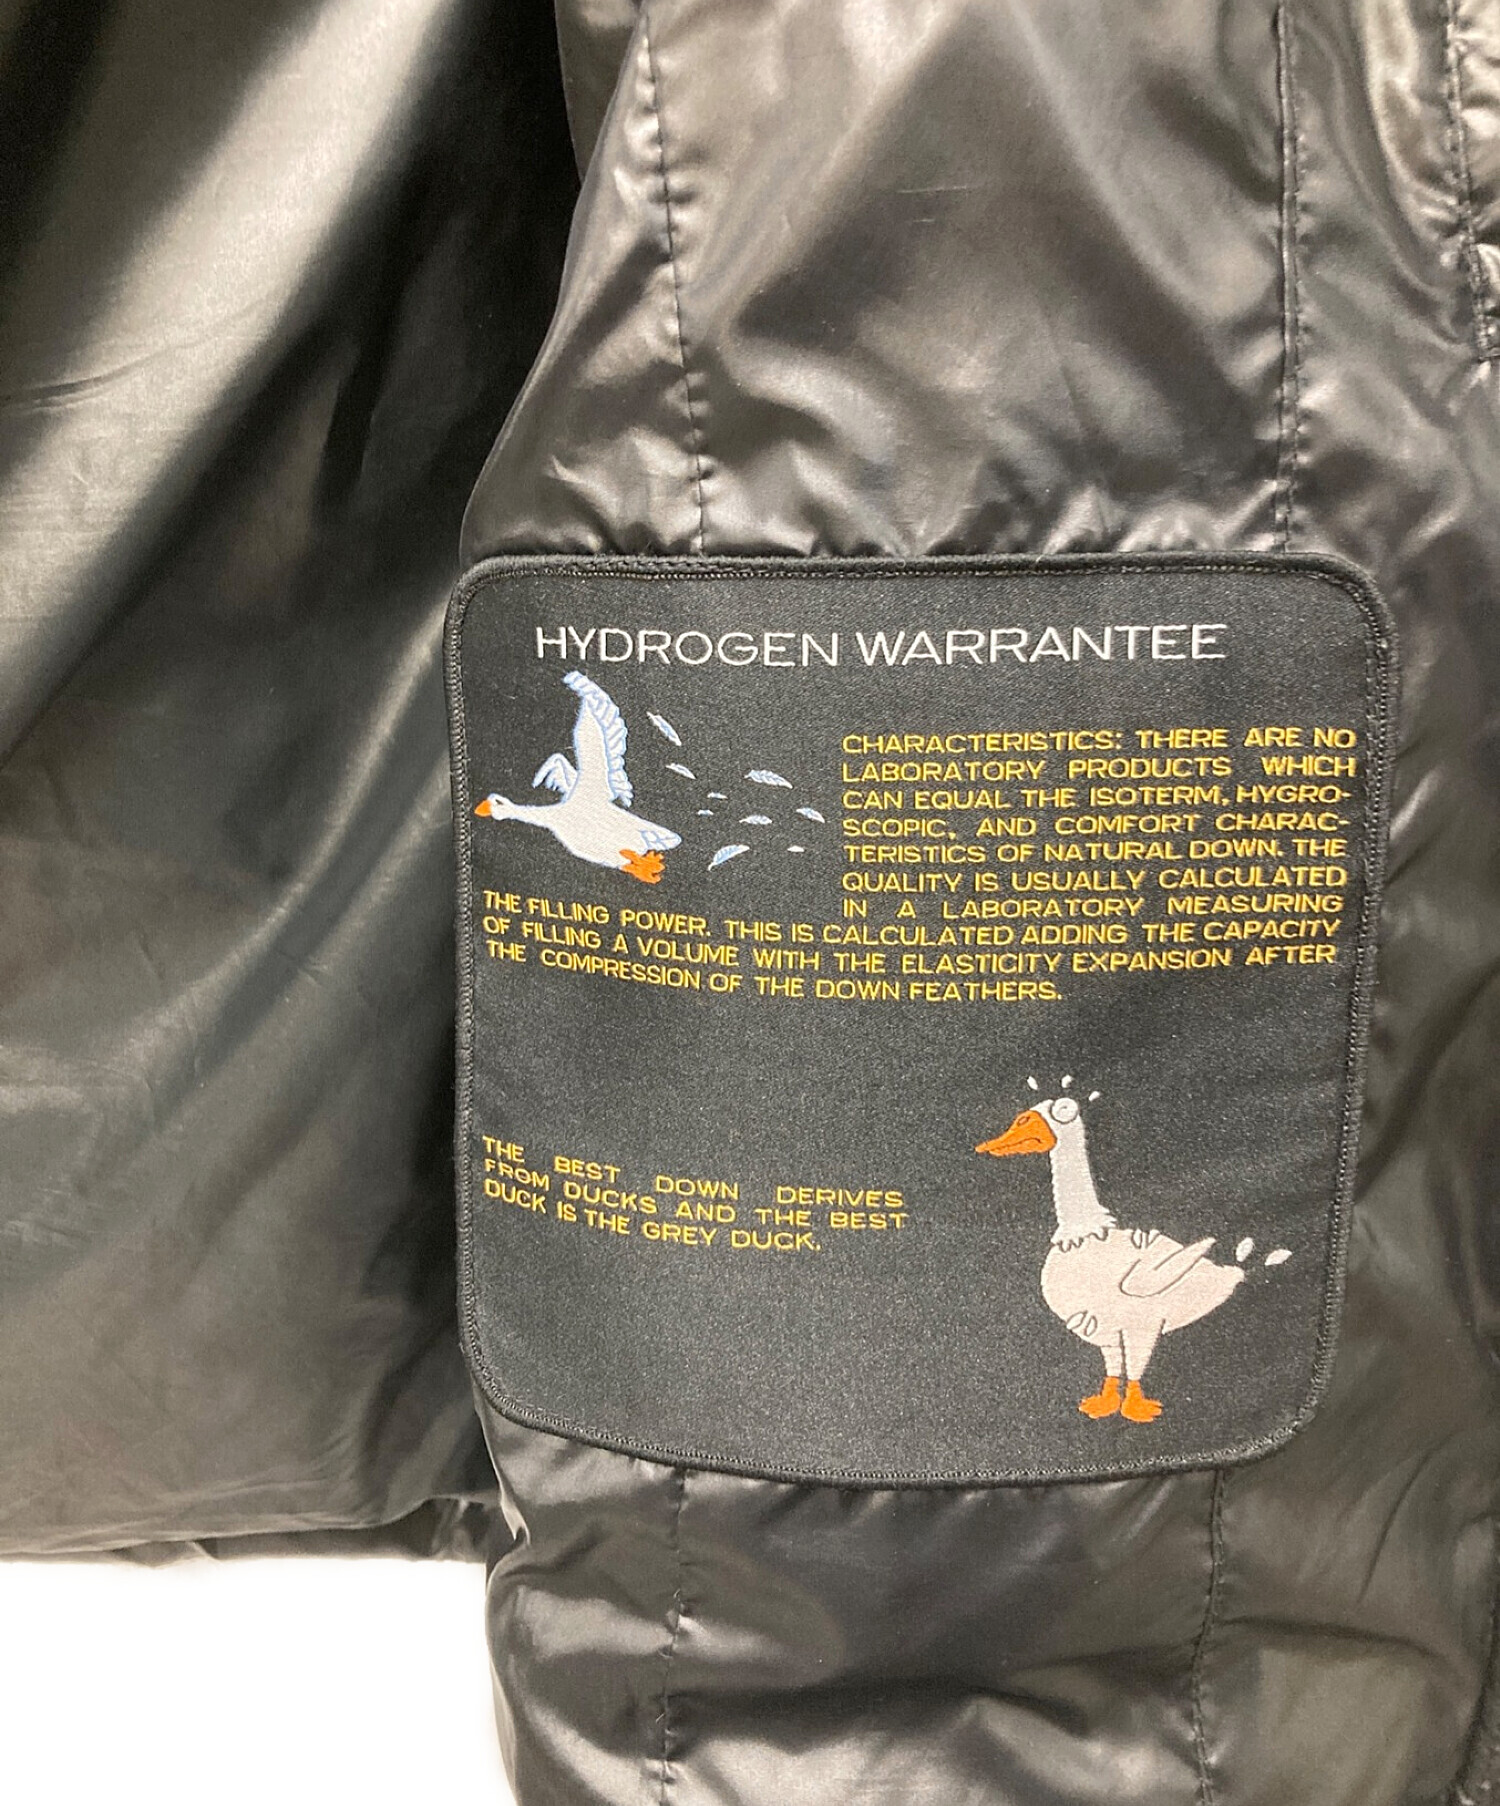 HYDROGEN WARRANTEE
CHARACTERISTICS: THERE ARE NO
LABORATORY PRODUCTS WHICH
CAN EQUAL THE ISOTERM, HYGRO-
SCOPIC, AND COMFORT CHARAC-
TERISTICS OF NATURAL DOWN. THE
QUALITY IS USUALLY CALCULATED
IN A LABORATORY MEASURING
THE FILLING POWER. THIS IS CALCULATED ADDING THE CAPACITY
OF FILLING A VOLUME WITH THE ELASTICITY EXPANSION AFTER
THE COMPRESSION OF THE DOWN FEATHERS.
THE BEST DOWN DERIVES
FROM DUCKS AND THE BEST
DUCK IS THE GREY DUCK.